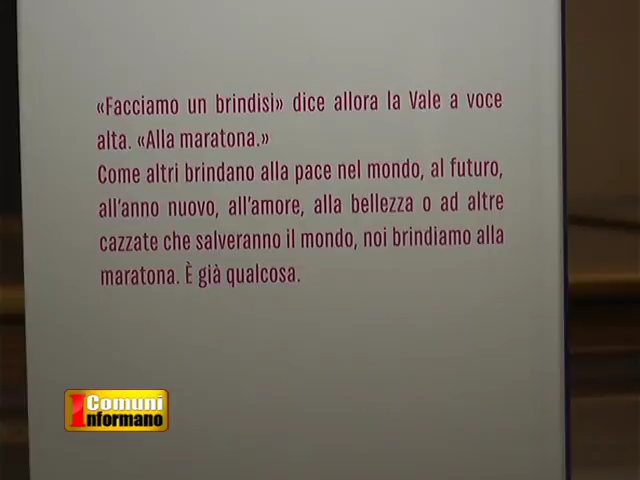 «Facciamo un brindisi» dice allora la Vale a voce
alta. «Alla maratona.»
Come altri brindano alla pace nel mondo, al futuro,
all'anno nuovo, all'amore, alla bellezza o ad altre
cazzate che salveranno il mondo, noi brindiamo alla
maratona. È già qualcosa.
I Comuni
Informano